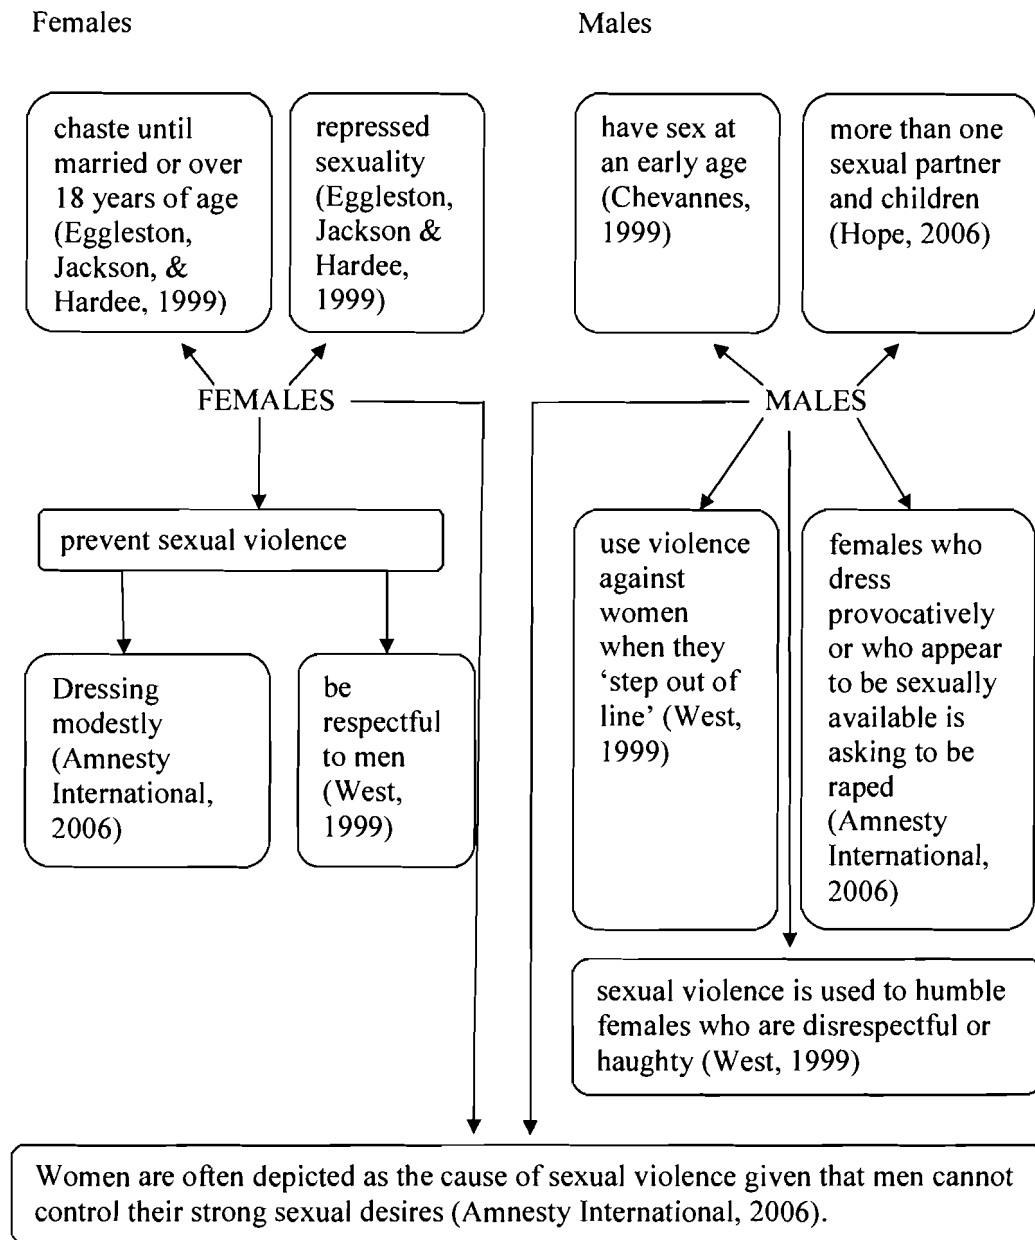 Females
Males
chaste until
married or over
18 years of age
(Eggleston,
Jackson, &
Hardee, 1999)
repressed
sexuality
(Eggleston,
Jackson &
Hardee,
1999)
have sex at
an early age
(Chevannes,
1999)
more than one
sexual partner
and children
(Hope, 2006)
FEMALES
MALES
prevent sexual violence
Dressing
modestly
(Amnesty
International,
2006)
be
respectful
to men
(West,
1999)
use violence
against
women
when they
‘step out of
line’ (West,
1999)
females who
dress
provocatively
or who appear
to be sexually
available is
asking to be
raped
(Amnesty
International,
2006)
sexual violence is used to humble
females who are disrespectful or
haughty (West, 1999)
Women are often depicted as the cause of sexual violence given that men cannot
control their strong sexual desires (Amnesty International, 2006).